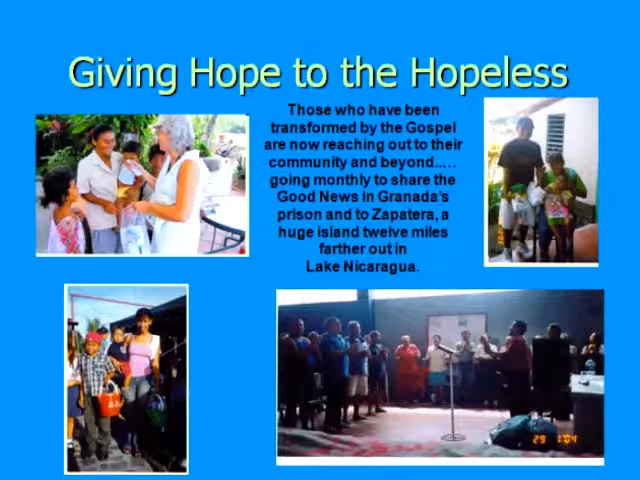 Giving Hope to the Hopeless
Those who have been
transformed by the Gospel
are now reaching out to their
community and beyond.….
going monthly to share the
Good News in Granada's
prison and to Zapatera, a
huge island twelve miles
farther out in
Lake Nicaragua.
29 1'04